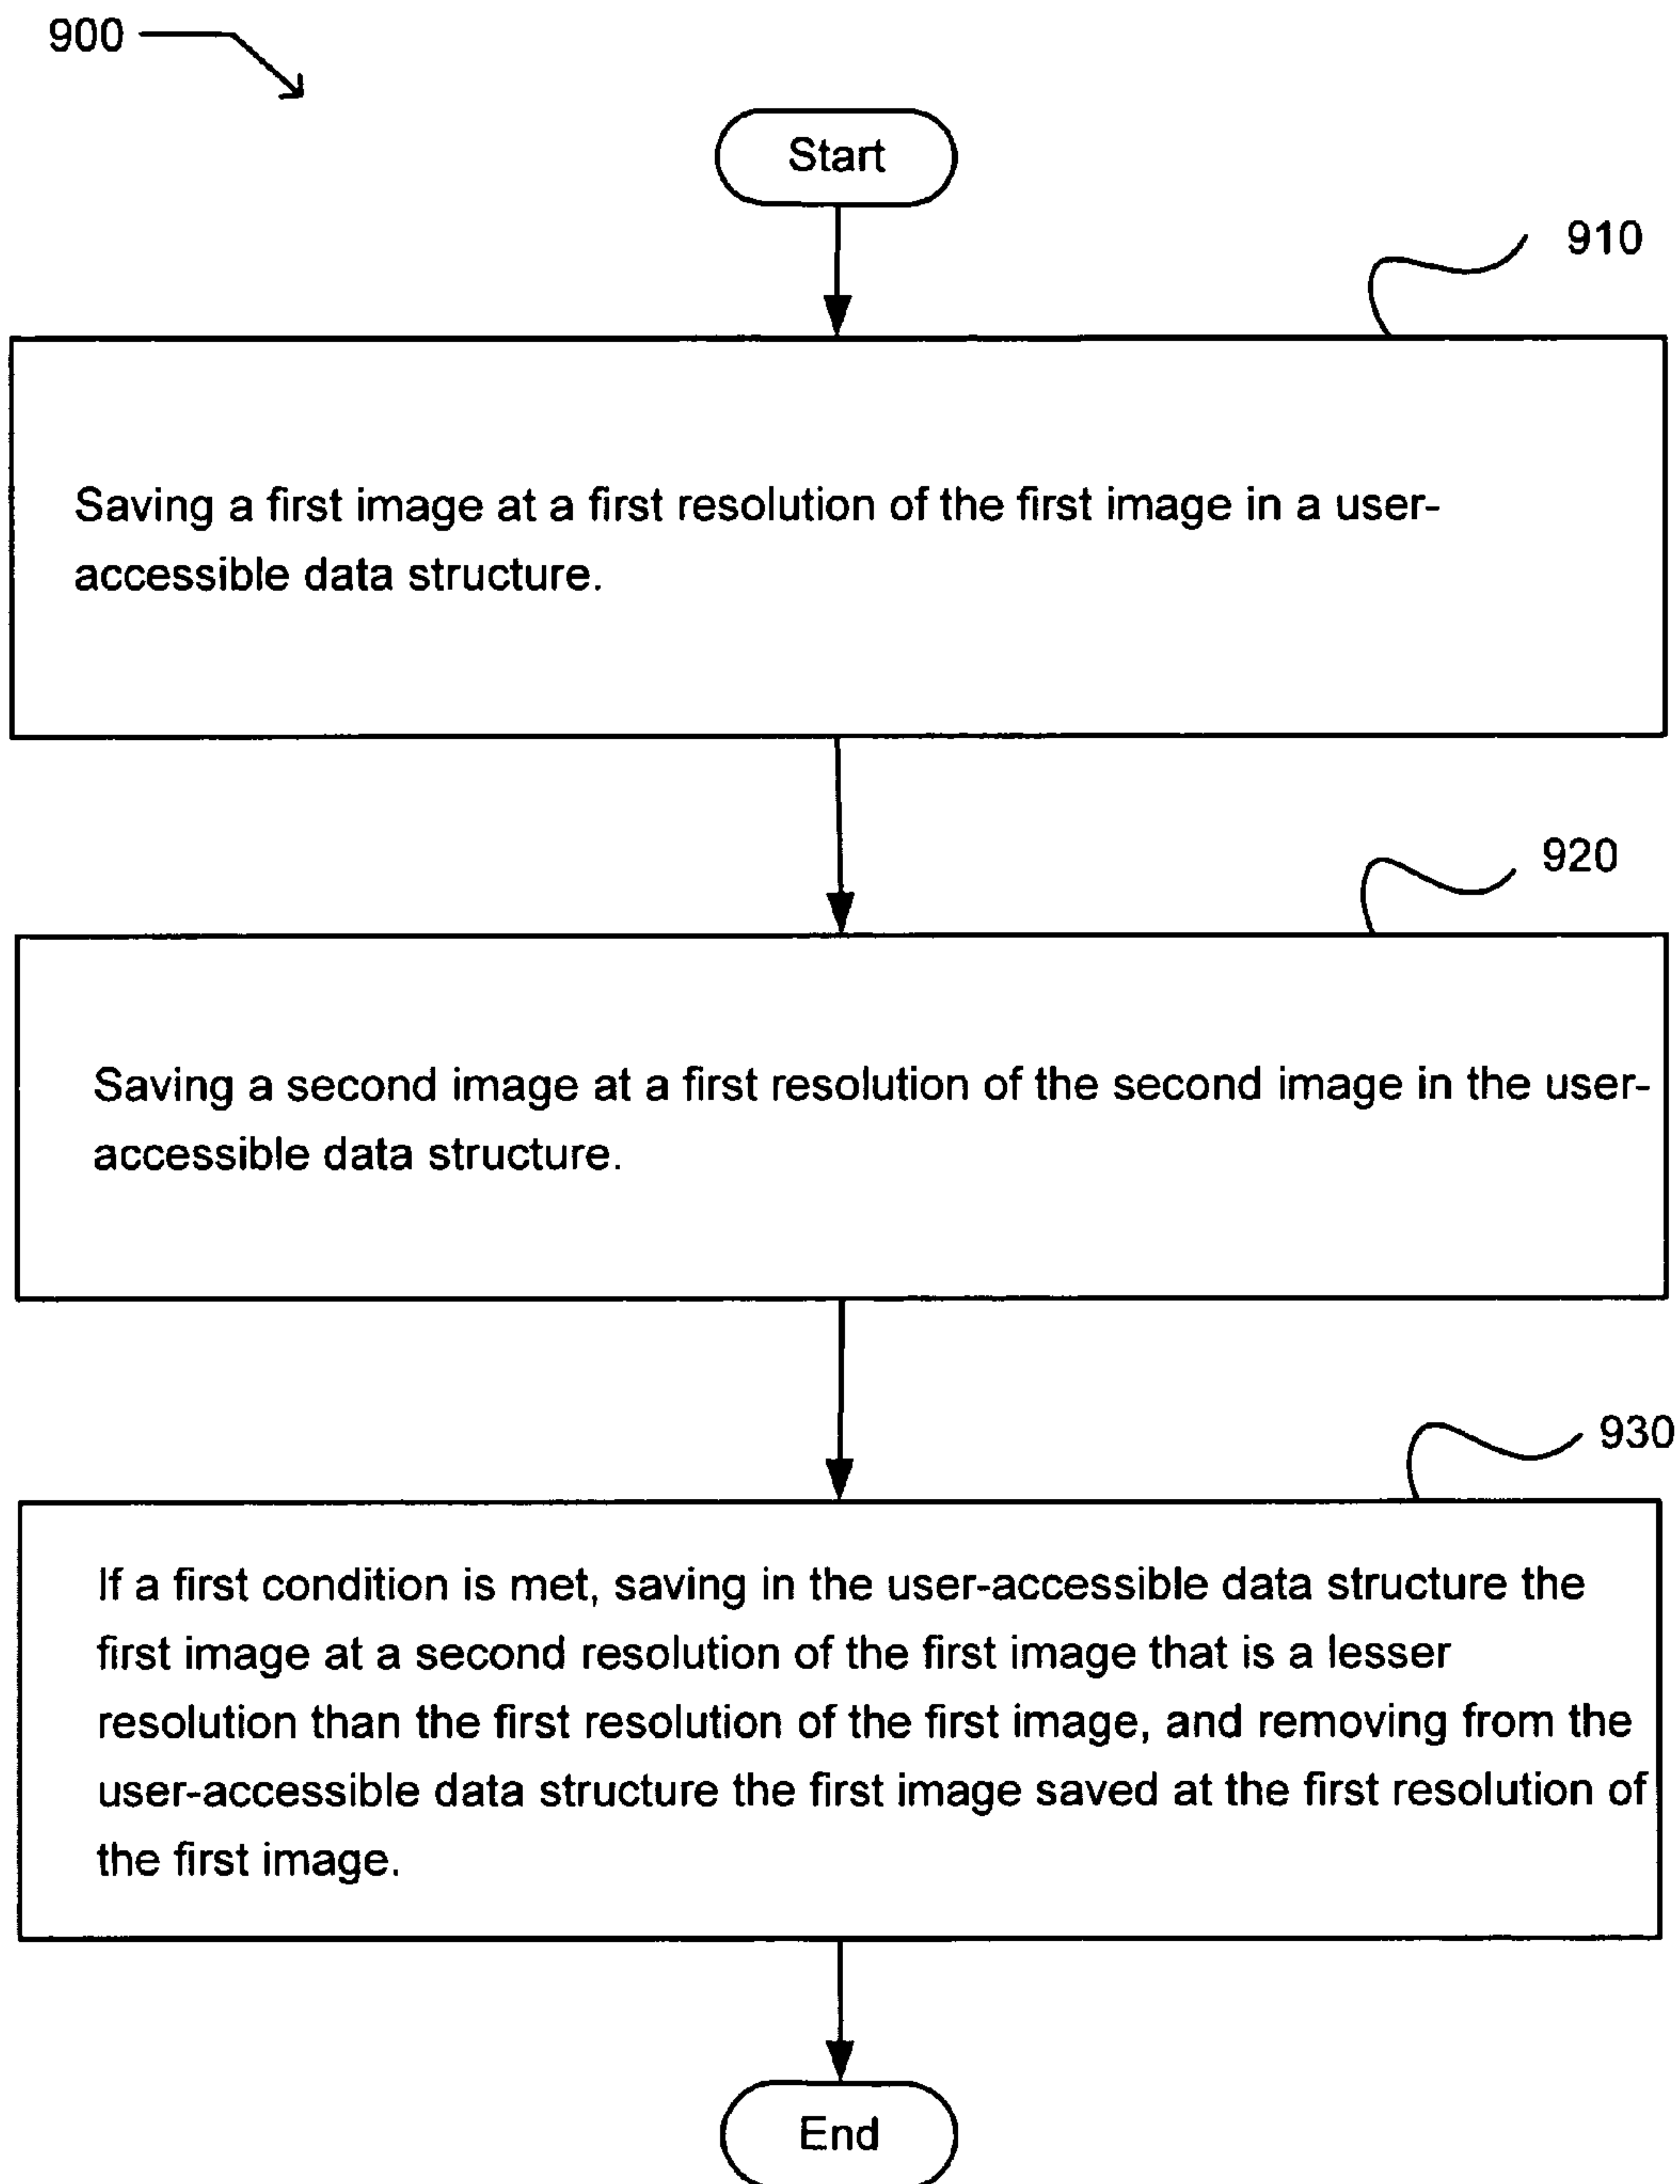 900
Start
910
Saving a first image at a first resolution of the first image in a user-
accessible data structure.
920
Saving a second image at a first resolution of the second image in the user-
accessible data structure.
930
If a first condition is met, saving in the user-accessible data structure the
first image at a second resolution of the first image that is a lesser
resolution than the first resolution of the first image, and removing from the
user-accessible data structure the first image saved at the first resolution of
the first image.
End